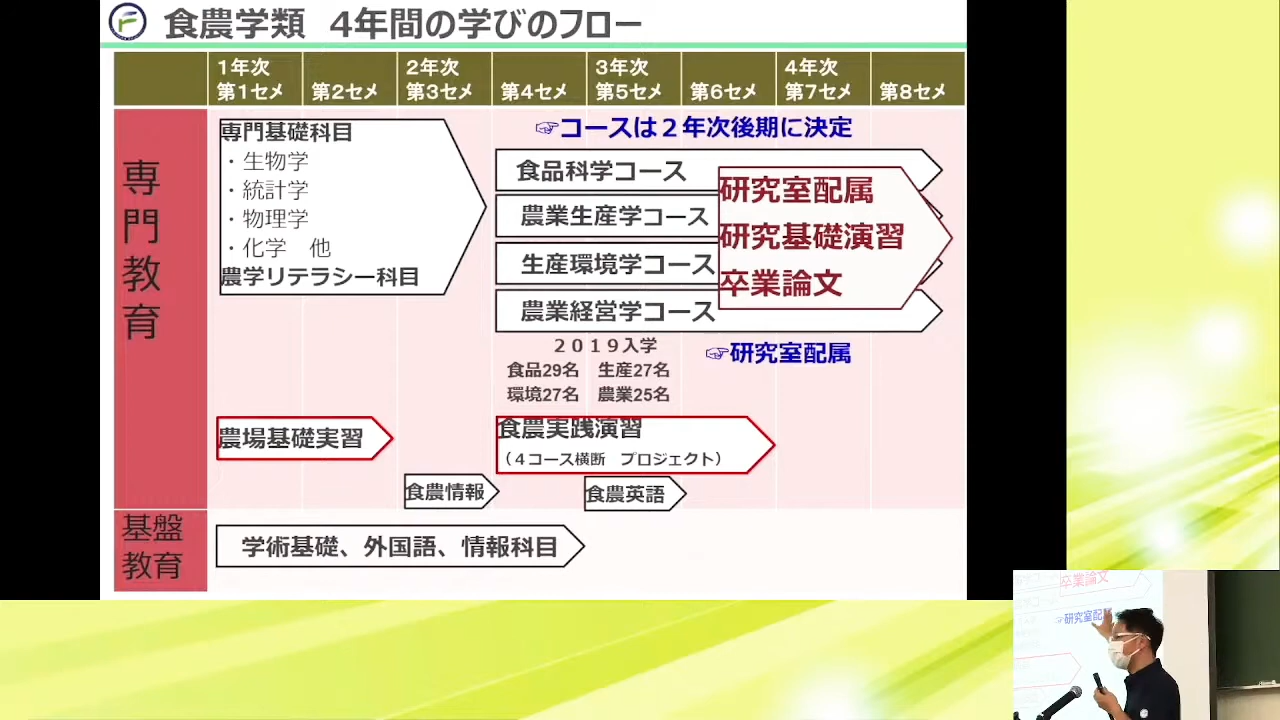 食農学類 4年間の学びのフロー
1年次
第1セメ
第2セメ
2年次
第3セメ
第4セメ
3年次
第5セメ
第6セメ
4年次
第7セメ
第8セメ
専門教育
専門基礎科目
・生物学
・統計学
・物理学
・化学　他
農学リテラシー科目
☞コースは２年次後期に決定
食品科学コース
農業生産学コース
生産環境学コース
農業経営学コース
研究室配属
研究基礎演習
卒業論文
２０１９入学
食品29名　生産27名
環境27名　農業25名
☞研究室配属
農場基礎実習
食農実践演習
（４コース横断　プロジェクト）
食農情報
食農英語
基盤
教育
学術基礎、外国語、情報科目
卒業論文
☞研究室配